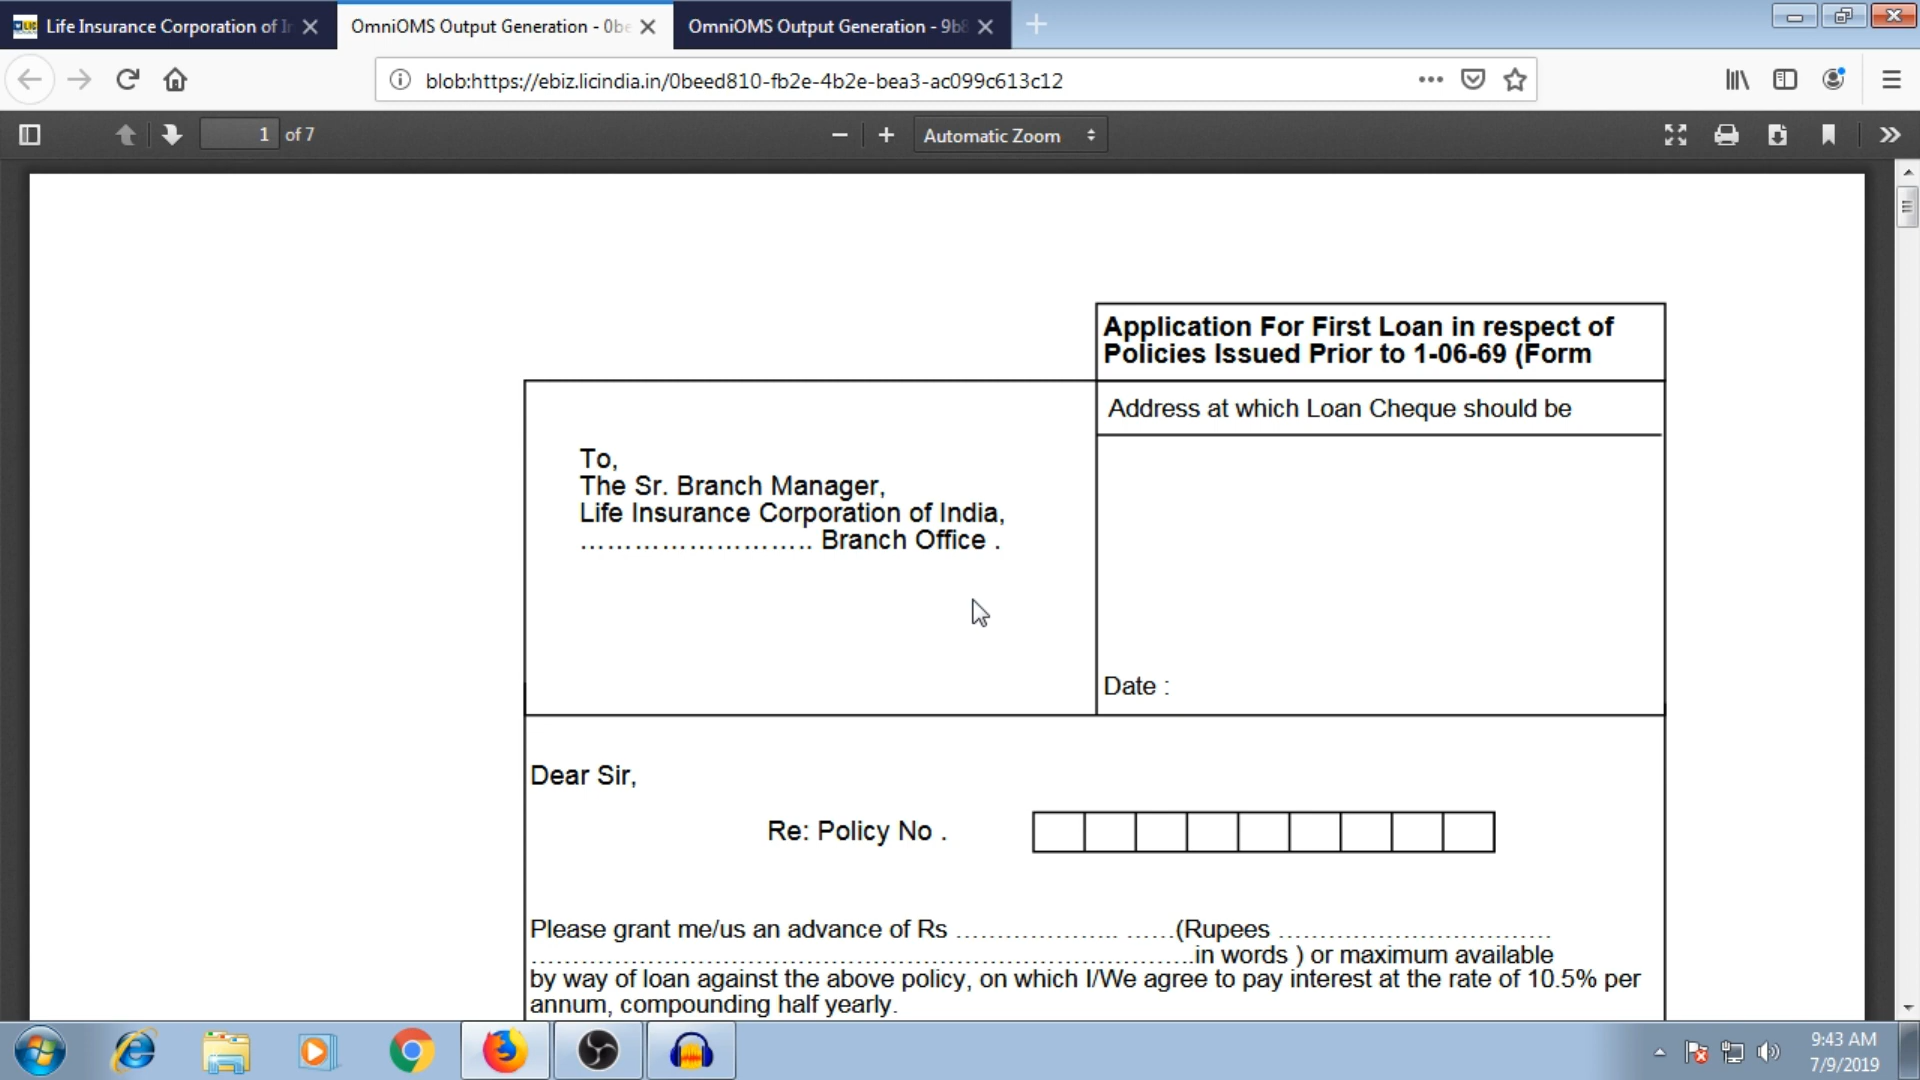 Life Insurance Corporation of In
OmniOMS Output Generation - 0be
OmniOMS Output Generation - 9b8
blob:https://ebiz.licindia.in/0beed810-fb2e-4b2e-bea3-ac099c613c12
1 of 7
Automatic Zoom
Application For First Loan in respect of
Policies Issued Prior to 1-06-69 (Form
Address at which Loan Cheque should be
To,
The Sr. Branch Manager,
Life Insurance Corporation of India,
…………………….. Branch Office .
Date :
Dear Sir,
Re: Policy No .
Please grant me/us an advance of Rs ……………….. ……(Rupees ……………………………
……………………………………………………………………….in words ) or maximum available
by way of loan against the above policy, on which I/We agree to pay interest at the rate of 10.5% per
annum, compounding half yearly.
9:43 AM
7/9/2019